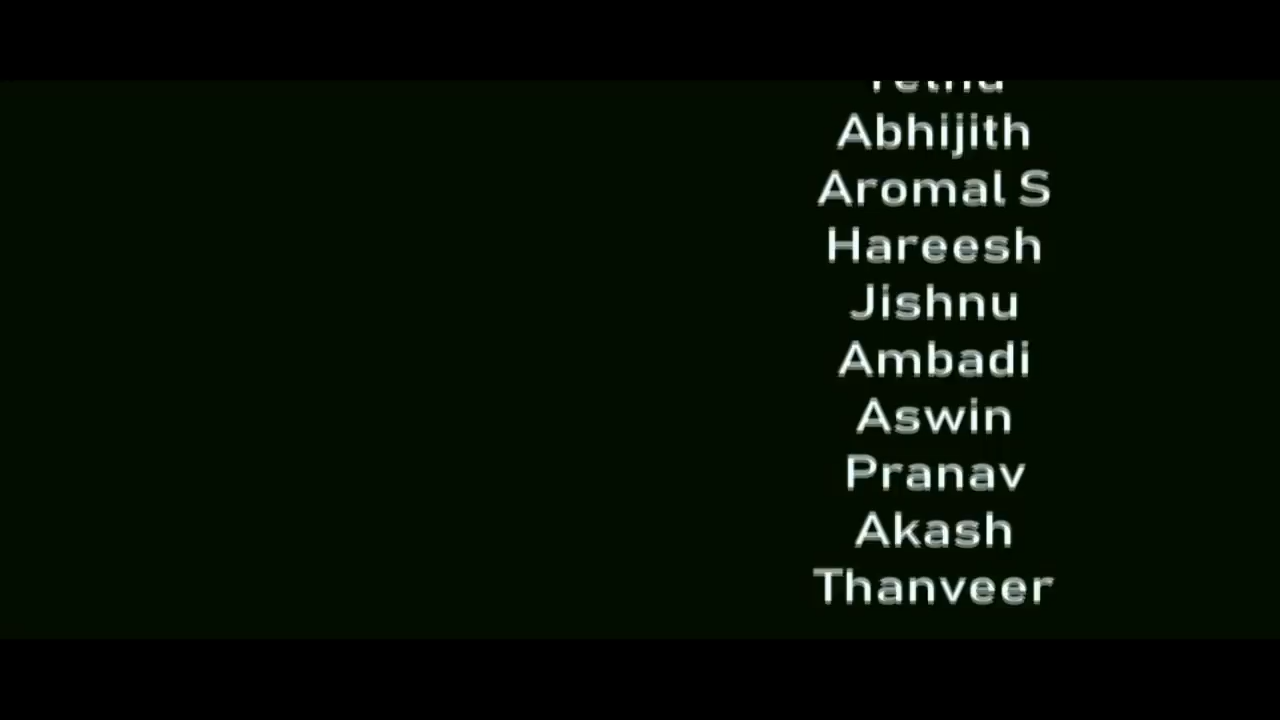 Abhijith
Aromal S
Hareesh
Jishnu
Ambadi
Aswin
Pranav
Akash
Thanveer